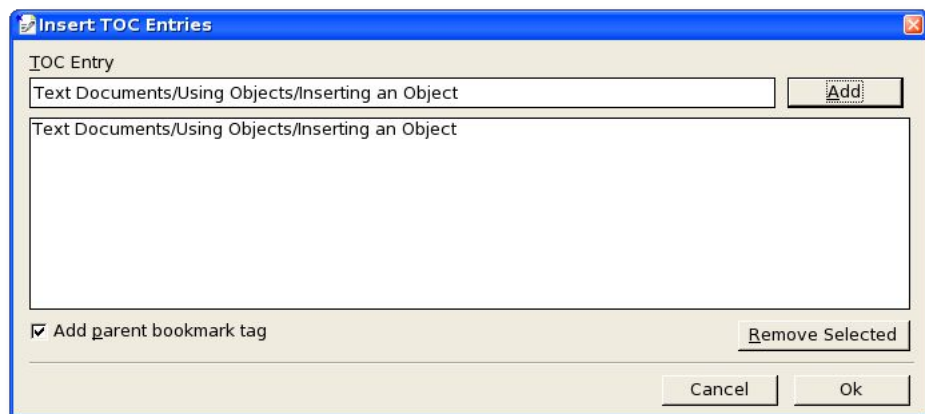 Insert TOC Entries
TOC Entry
Text Documents/Using Objects/Inserting an Object
Add
Text Documents/Using Objects/Inserting an Object
Add parent bookmark tag
Remove Selected
Cancel
Ok